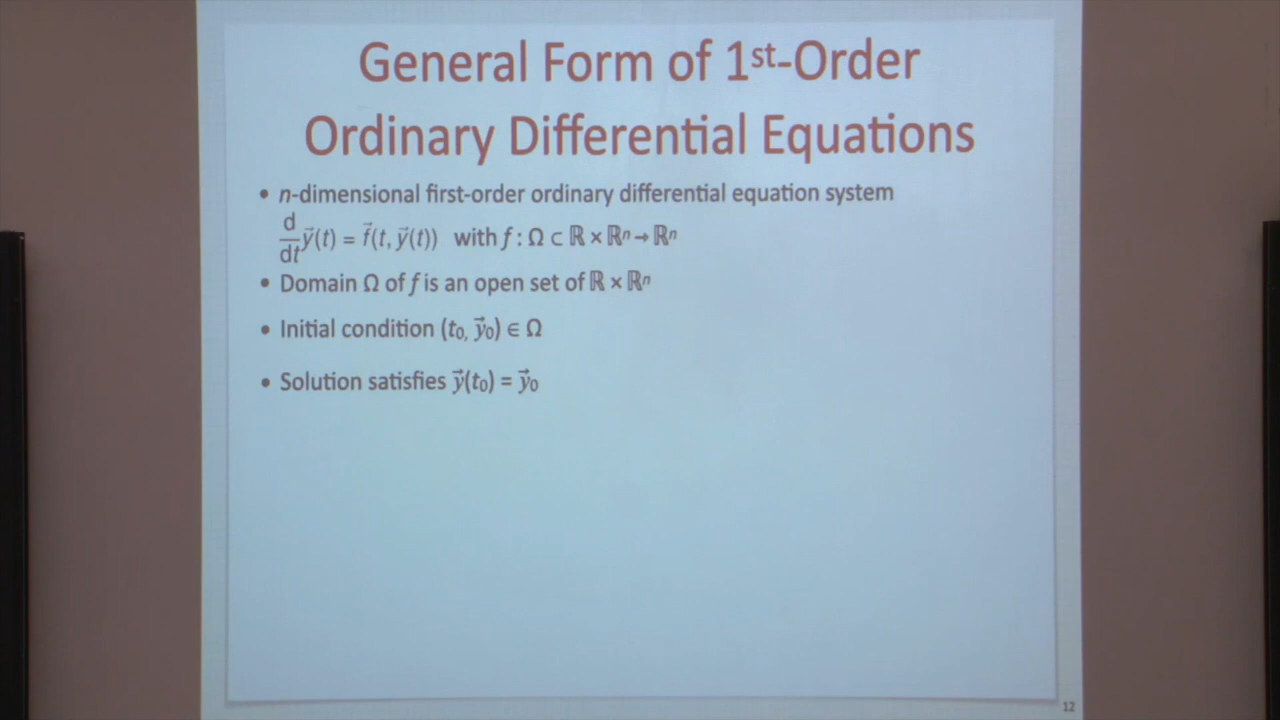 General Form of 1st-Order
Ordinary Differential Equations
• n-dimensional first-order ordinary differential equation system
d/dt y⃗(t) = f⃗(t, y⃗(t)) with f : Ω ⊂ ℝ × ℝⁿ → ℝⁿ
• Domain Ω of f is an open set of ℝ × ℝⁿ
• Initial condition (t₀, y⃗₀) ∈ Ω
• Solution satisfies y⃗(t₀) = y⃗₀
12